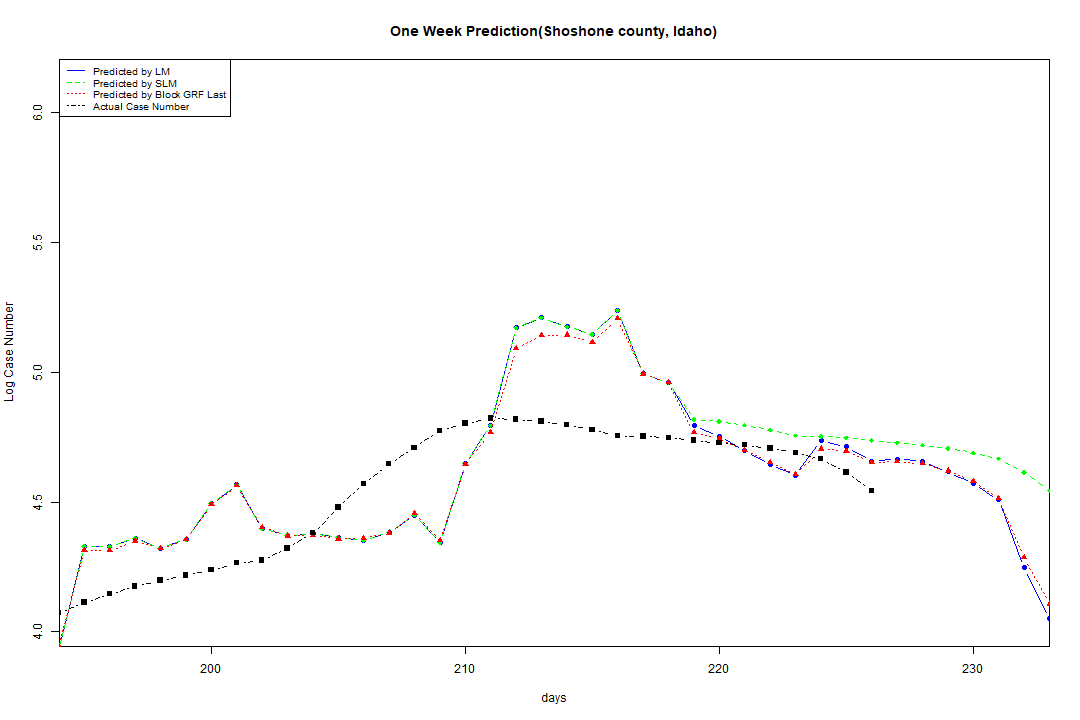 One Week Prediction(Shoshone county, Idaho)
Predicted by LM
Predicted by SLM
Predicted by Block GRF Last
Actual Case Number
6.0
5.5
5.0
4.5
4.0
Log Case Number
200 210 220 230
days